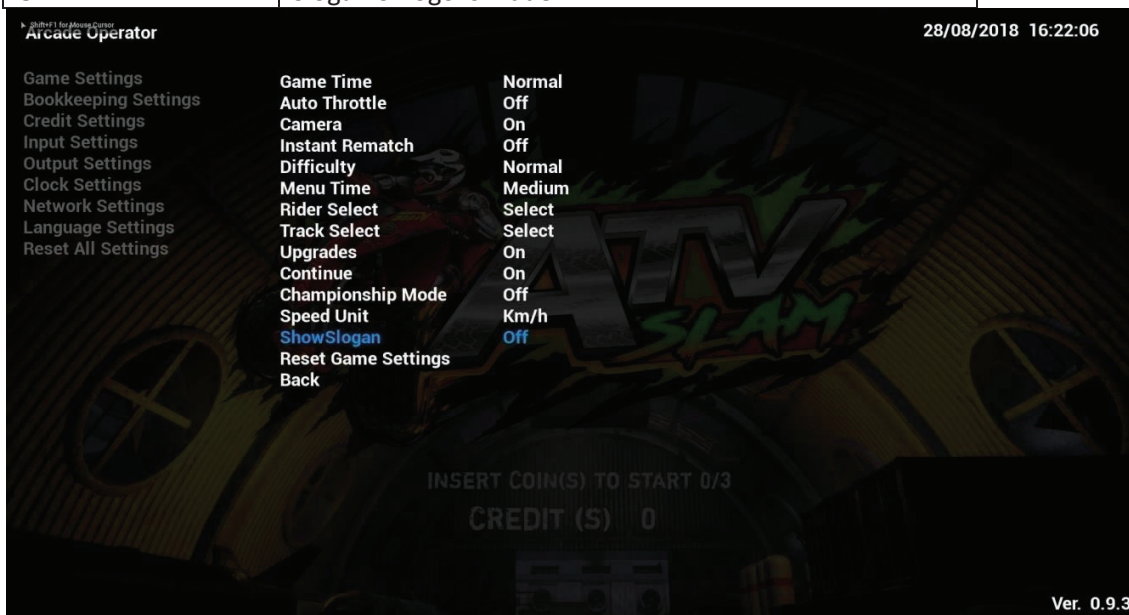 Shift+F1 for Mouse Cursor
Arcade Operator
28/08/2018 16:22:06
Game Settings
Bookkeeping Settings
Credit Settings
Input Settings
Output Settings
Clock Settings
Network Settings
Language Settings
Reset All Settings
Game Time Normal
Auto Throttle Off
Camera On
Instant Rematch Off
Difficulty Normal
Menu Time Medium
Rider Select Select
Track Select Select
Upgrades On
Continue On
Championship Mode Off
Speed Unit Km/h
ShowSlogan Off
Reset Game Settings
Back
ATV
SLAM
INSERT COIN(S) TO START 0/3
CREDIT (S) 0
Ver. 0.9.3